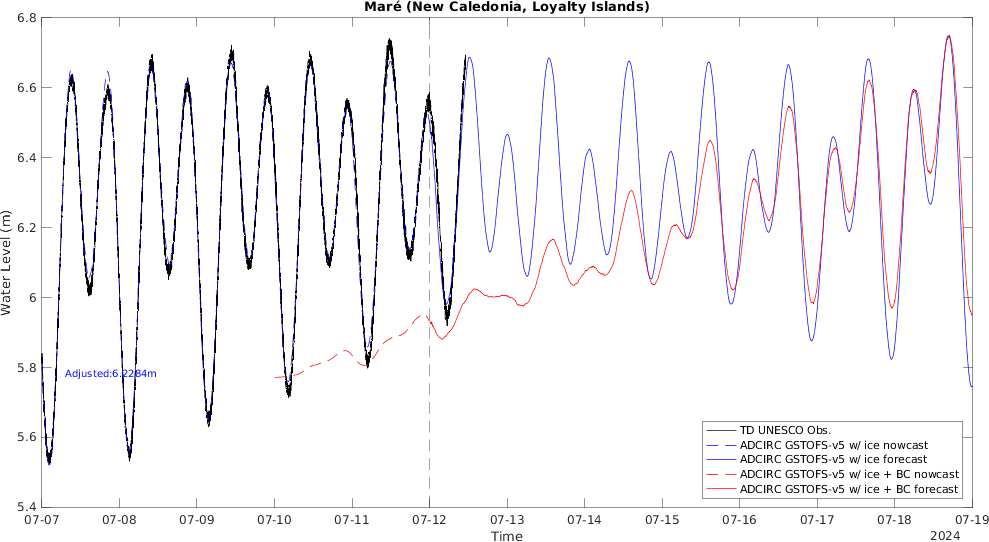 Maré (New Caledonia, Loyalty Islands)
6.8
6.6
6.4
6.2
6
5.8
5.6
5.4
Water Level (m)
Adjusted:6.2284m
TD UNESCO Obs.
ADCIRC GSTOFS-v5 w/ ice nowcast
ADCIRC GSTOFS-v5 w/ ice forecast
ADCIRC GSTOFS-v5 w/ ice + BC nowcast
ADCIRC GSTOFS-v5 w/ ice + BC forecast
07-07 07-08 07-09 07-10 07-11 07-12 07-13 07-14 07-15 07-16 07-17 07-18 07-19
Time
2024